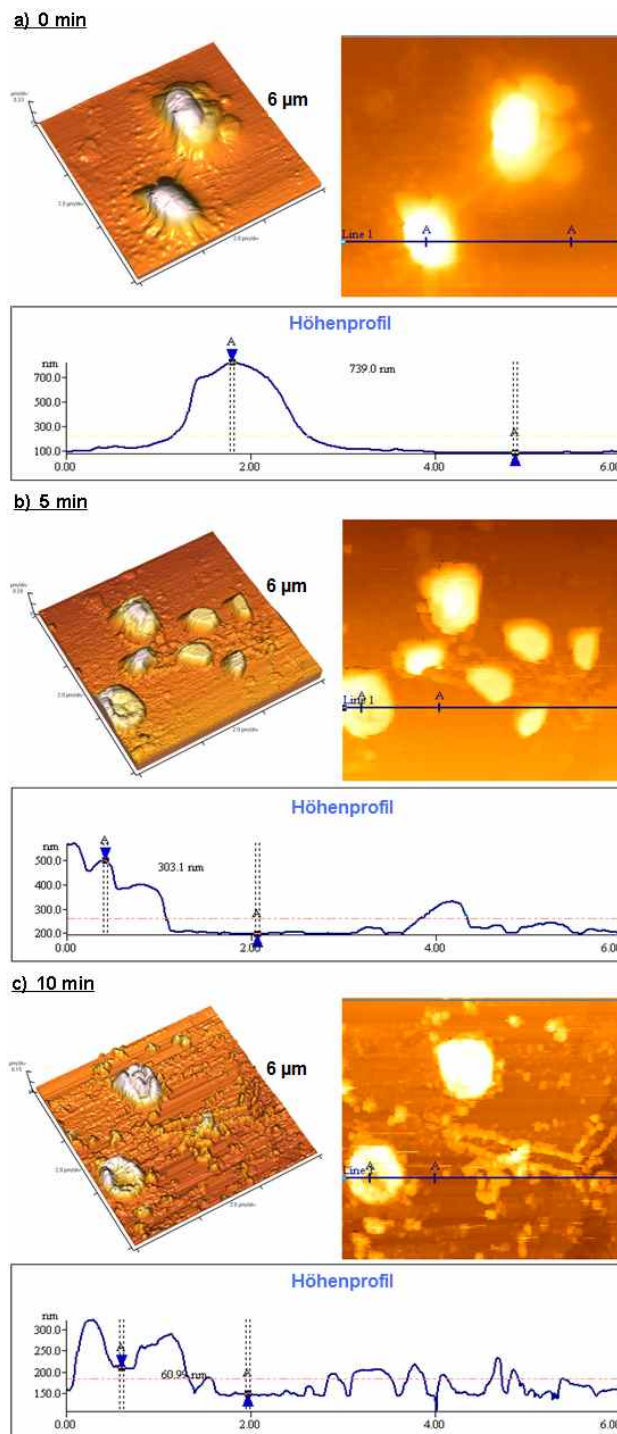 a) 0 min
6 µm
Line 1
A
A
Höhenprofil
A
nm
739.0 nm
700.0
500.0
300.0
A
100.0
0.00
2.00
4.00
6.00
b) 5 min
6 µm
Line 1
A
A
Höhenprofil
nm
A
500.0
303.1 nm
400.0
300.0
A
200.0
0.00
2.00
4.00
6.00
c) 10 min
6 µm
Line
A
A
Höhenprofil
nm
300.0
A
250.0
200.0
60.99 nm
A
150.0
0.00
2.00
4.00
6.00